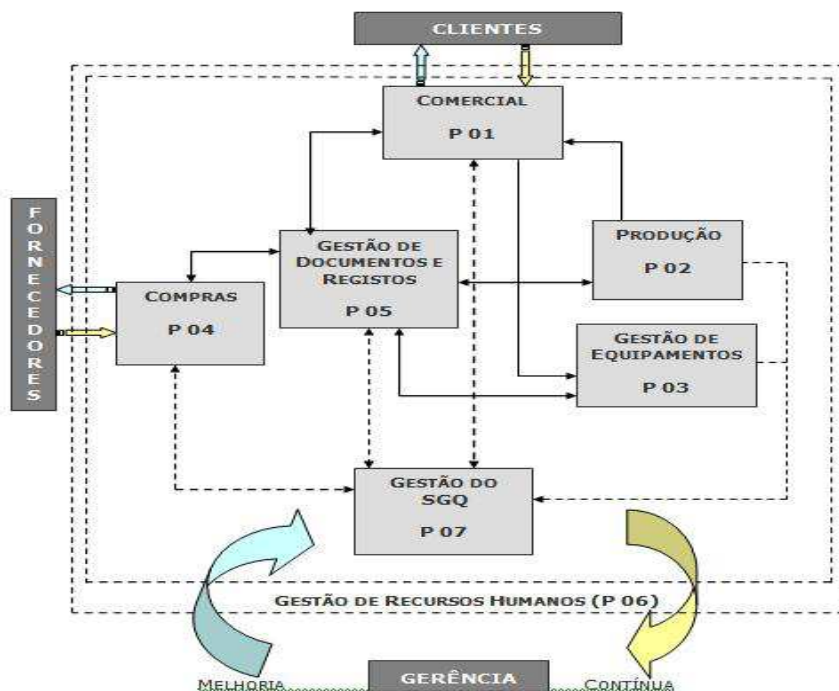 CLIENTES
COMERCIAL
P 01
FORNECEDORES
GESTÃO DE
DOCUMENTOS E
REGISTOS
P 05
PRODUÇÃO
P 02
COMPRAS
P 04
GESTÃO DE
EQUIPAMENTOS
P 03
GESTÃO DO
SGQ
P 07
GESTÃO DE RECURSOS HUMANOS (P 06)
MELHORIA
GERÊNCIA
CONTÍNUA